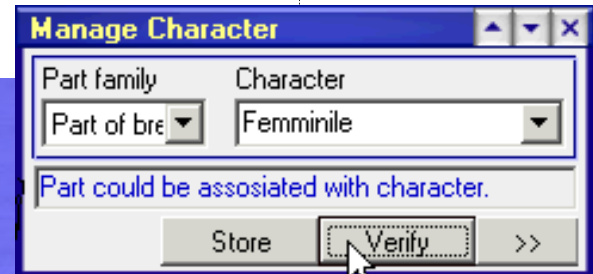 Manage Character
Part family Character
Part of bre Femminile
Part could be assosiated with character.
Store Verify >>